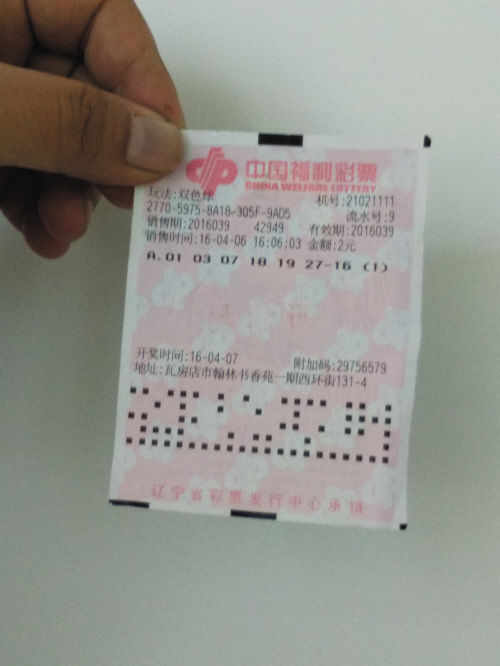 中国福利彩票
CHINA WELFARE LOTTERY
玩法:双色球 机号:21021111
2770-5975-8A18-305F-9AD5 流水号:9
销售期:2016039 42949 有效期:2016039
销售时间:16-04-06 16:06:03 金额:2元
A.01 03 07 18 19 27-16 (1)
开奖时间:16-04-07 附加码:29756579
地址:瓦房店市翰林书香苑一期西环街131-4
辽宁省彩票发行中心承销